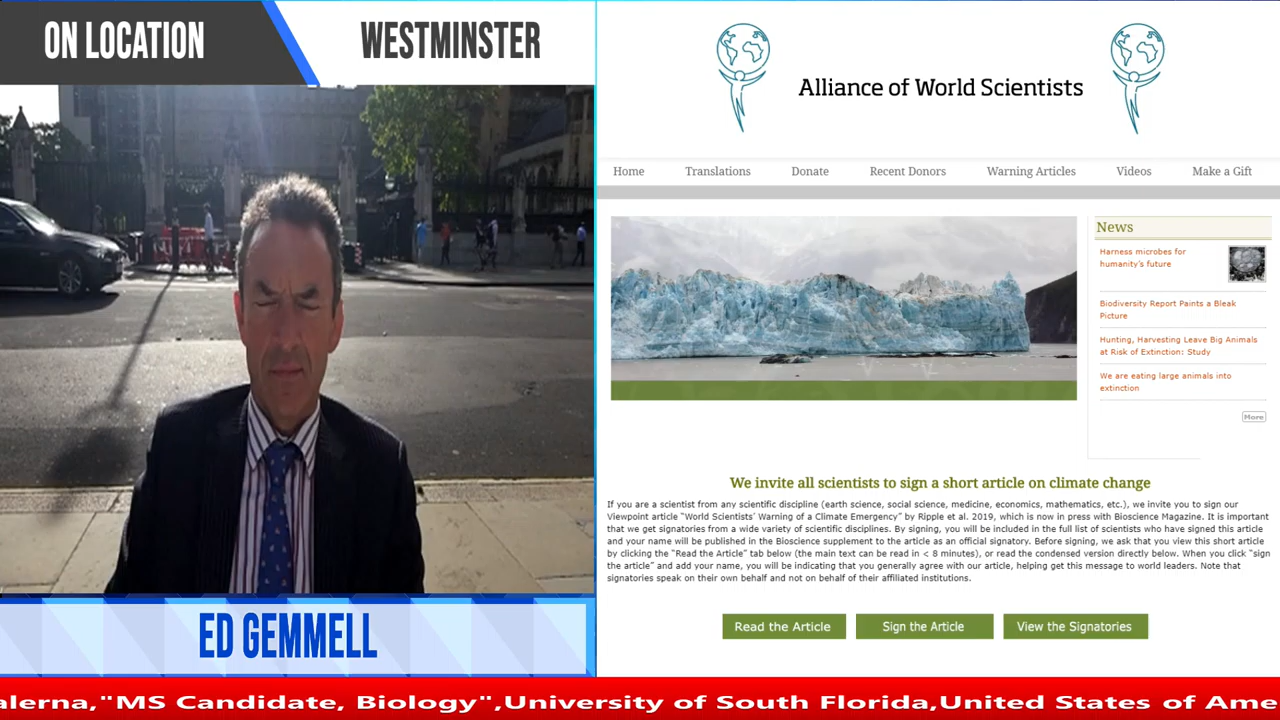 ON LOCATION
WESTMINSTER
ED GEMMELL
Alliance of World Scientists
Home Translations Donate Recent Donors Warning Articles Videos Make a Gift
News
Harness microbes for
humanity's future
Biodiversity Report Paints a Bleak
Picture
Hunting, Harvesting Leave Big Animals
at Risk of Extinction: Study
We are eating large animals into
extinction
More
We invite all scientists to sign a short article on climate change
If you are a scientist from any scientific discipline (earth science, social science, medicine, economics, mathematics, etc.), we invite you to sign our
Viewpoint article "World Scientists' Warning of a Climate Emergency" by Ripple et al. 2019, which is now in press with Bioscience Magazine. It is important
that we get signatories from a wide variety of scientific disciplines. By signing, you will be included in the full list of scientists who have signed this article
and your name will be published in the Bioscience supplement to the article as an official signatory. Before signing, we ask that you view this short article
by clicking the "Read the Article" tab below (the main text can be read in < 8 minutes), or read the condensed version directly below. When you click "sign
the article" and add your name, you will be indicating that you generally agree with our article, helping get this message to world leaders. Note that
signatories speak on their own behalf and not on behalf of their affiliated institutions.
Read the Article Sign the Article View the Signatories
alerna,"MS Candidate, Biology",University of South Florida,United States of Ame